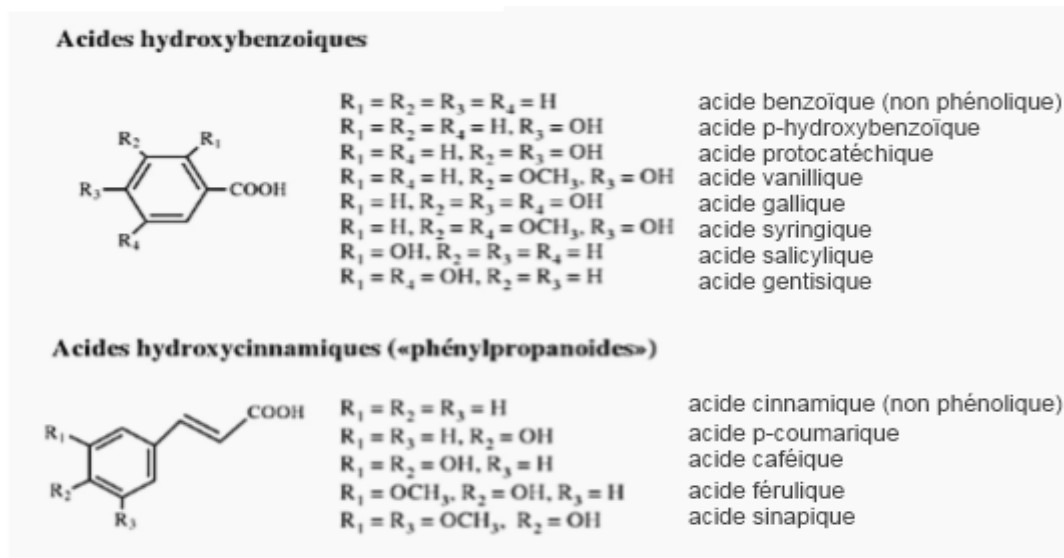 Acides hydroxybenzoiques
R₁ = R₂ = R₃ = R₄ = H acide benzoïque (non phénolique)
R₁ = R₂ = R₄ = H, R₃ = OH acide p-hydroxybenzoïque
R₁ = R₄ = H, R₂ = R₃ = OH acide protocatéchique
R₁ = R₄ = H, R₂ = OCH₃, R₃ = OH acide vanillique
R₁ = H, R₂ = R₃ = R₄ = OH acide gallique
R₁ = H, R₂ = R₄ = OCH₃, R₃ = OH acide syringique
R₁ = OH, R₂ = R₃ = R₄ = H acide salicylique
R₁ = R₄ = OH, R₂ = R₃ = H acide gentisique
R₂ R₁
R₃ COOH
R₄
Acides hydroxycinnamiques («phénylpropanoides»)
R₁ = R₂ = R₃ = H acide cinnamique (non phénolique)
R₁ = R₃ = H, R₂ = OH acide p-coumarique
R₁ = R₂ = OH, R₃ = H acide caféique
R₁ = OCH₃, R₂ = OH, R₃ = H acide férulique
R₁ = R₃ = OCH₃, R₂ = OH acide sinapique
COOH
R₁
R₂
R₃